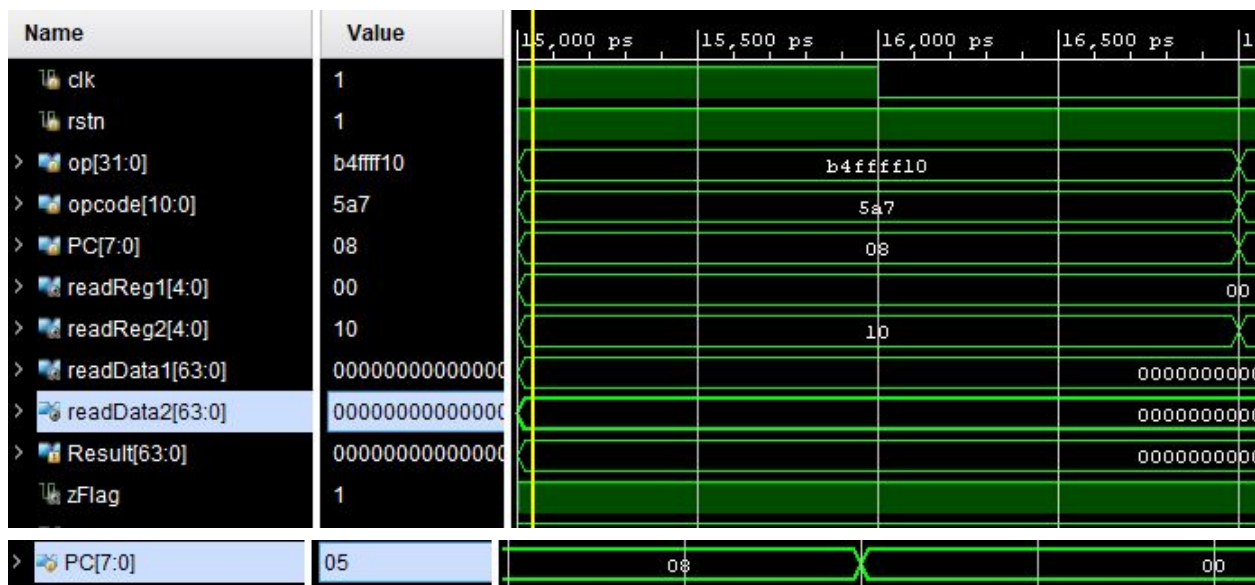 Name Value 15,000 ps 15,500 ps 16,000 ps 16,500 ps 1
clk 1
rstn 1
op[31:0] b4ffff10 b4ffff10
opcode[10:0] 5a7 5a7
PC[7:0] 08 08
readReg1[4:0] 00 00
readReg2[4:0] 10 10
readData1[63:0] 00000000000000 0000000000
readData2[63:0] 00000000000000 0000000000
Result[63:0] 00000000000000 0000000000
zFlag 1
PC[7:0] 05 08 00